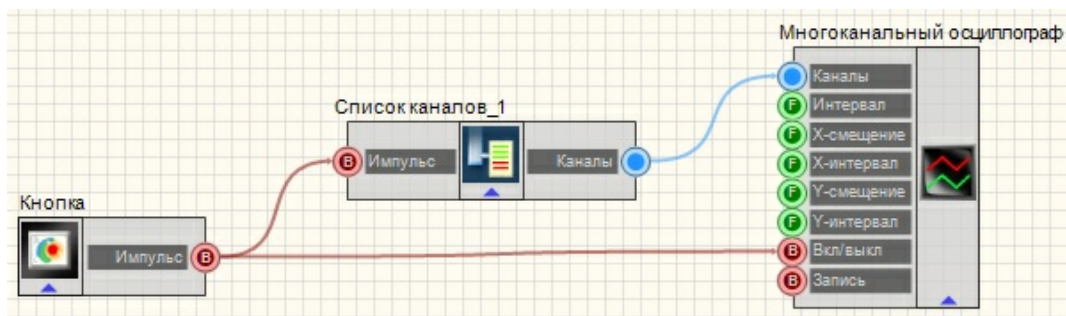 Многоканальный осциллограф
Каналы
Интервал
X-смещение
X-интервал
Y-смещение
Y-интервал
B Вкл/выкл
B Запись
F
F
F
F
F
Список каналов_1
B Импульс
Каналы
Кнопка
Импульс B